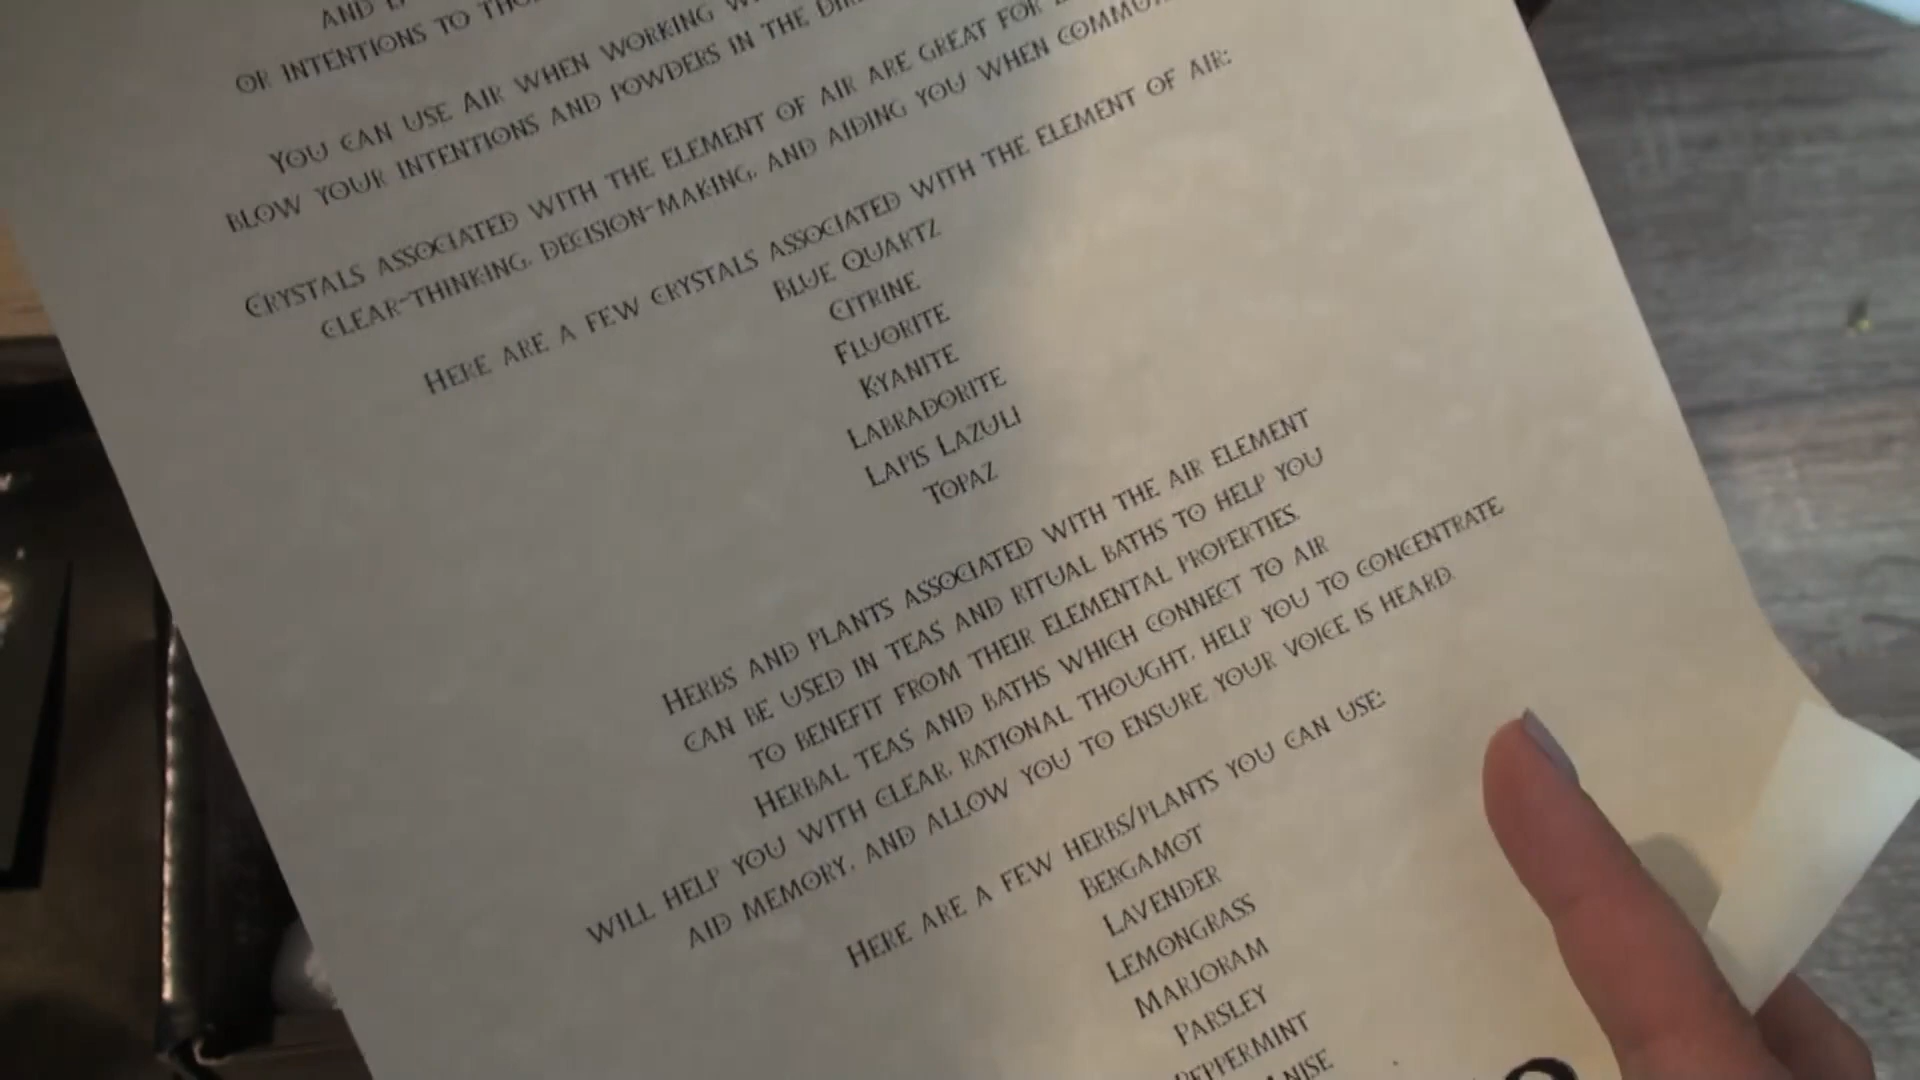 AND
OR INTENTIONS TO
YOU CAN USE AIR WHEN WORKING
BLOW YOUR INTENTIONS AND POWDERS IN THE
CRYSTALS ASSOCIATED WITH THE ELEMENT OF AIR ARE GREAT FOR
CLEAR-THINKING, DECISION-MAKING, AND AIDING YOU WHEN
HERE ARE A FEW CRYSTALS ASSOCIATED WITH THE ELEMENT OF AIR:
BLUE QUARTZ
CITRINE
FLUORITE
KYANITE
LABRADORITE
LAPIS LAZULI
TOPAZ
HERBS AND PLANTS ASSOCIATED WITH THE AIR ELEMENT
CAN BE USED IN TEAS AND RITUAL BATHS TO HELP YOU
TO BENEFIT FROM THEIR ELEMENTAL PROPERTIES.
HERBAL TEAS AND BATHS WHICH CONNECT TO AIR
WILL HELP YOU WITH CLEAR, RATIONAL THOUGHT, HELP YOU TO CONCENTRATE,
AID MEMORY, AND ALLOW YOU TO ENSURE YOUR VOICE IS HEARD.
HERE ARE A FEW HERBS/PLANTS YOU CAN USE:
BERGAMOT
LAVENDER
LEMONGRASS
MARJORAM
PARSLEY
PEPPERMINT